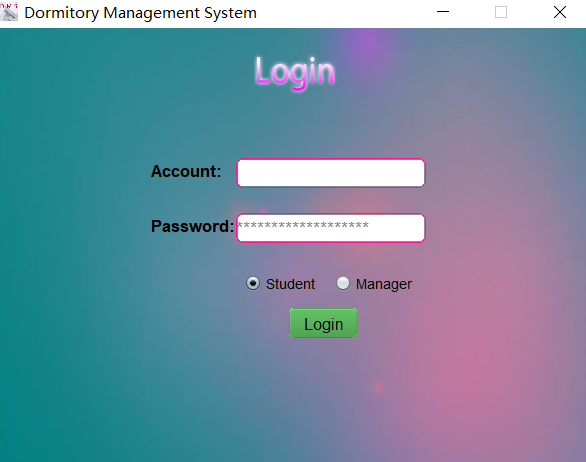 Dormitory Management System
Login
Account:
Password: *******************
Student Manager
Login